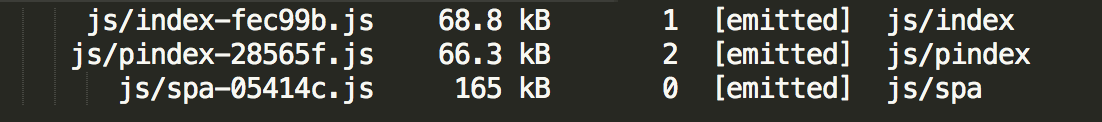 js/index-fec99b.js 68.8 kB 1 [emitted] js/index
js/pindex-28565f.js 66.3 kB 2 [emitted] js/pindex
js/spa-05414c.js 165 kB 0 [emitted] js/spa